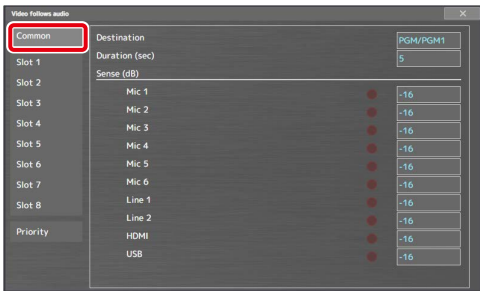 Video follows audio
Common
Slot 1
Slot 2
Slot 3
Slot 4
Slot 5
Slot 6
Slot 7
Slot 8
Priority
Destination PGM/PGM1
Duration (sec) 5
Sense (dB)
Mic 1 -16
Mic 2 -16
Mic 3 -16
Mic 4 -16
Mic 5 -16
Mic 6 -16
Line 1 -16
Line 2 -16
HDMI -16
USB -16